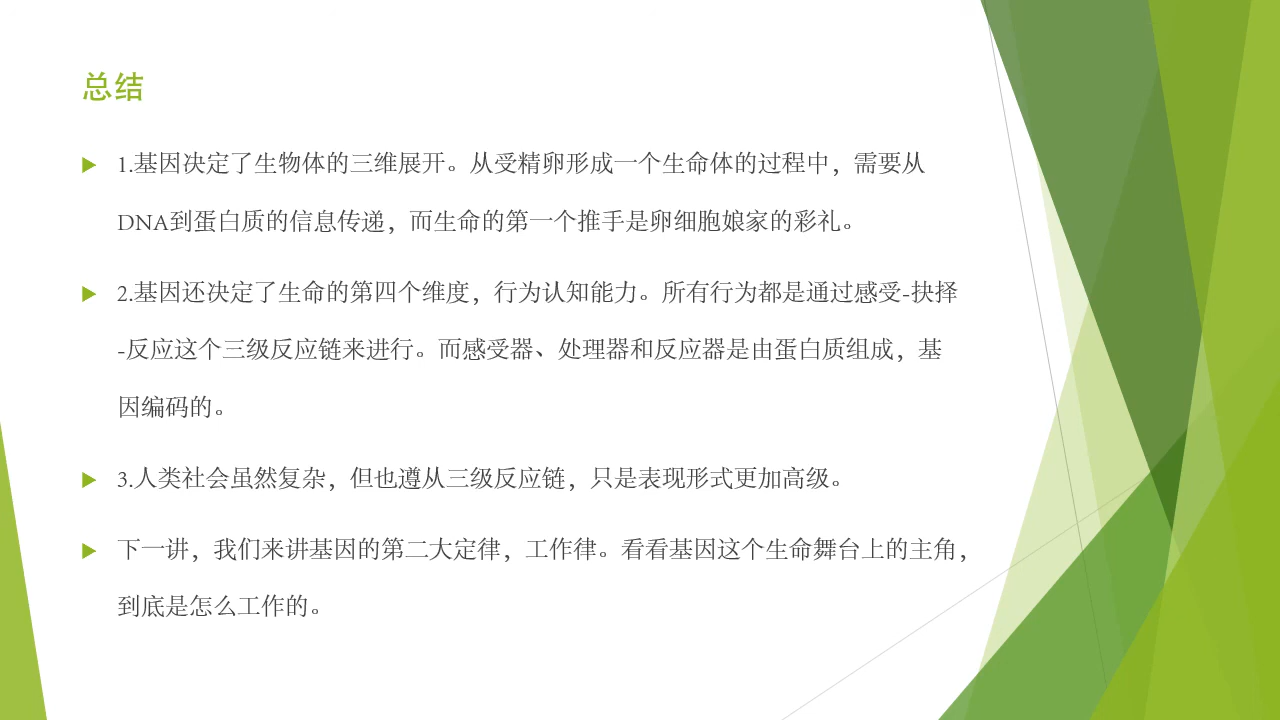 总结
1.基因决定了生物体的三维展开。从受精卵形成一个生命体的过程中，需要从
DNA到蛋白质的信息传递，而生命的第一个推手是卵细胞娘家的彩礼。
2.基因还决定了生命的第四个维度，行为认知能力。所有行为都是通过感受-抉择
-反应这个三级反应链来进行。而感受器、处理器和反应器是由蛋白质组成，基
因编码的。
3.人类社会虽然复杂，但也遵从三级反应链，只是表现形式更加高级。
下一讲，我们来讲基因的第二大定律，工作律。看看基因这个生命舞台上的主角，
到底是怎么工作的。